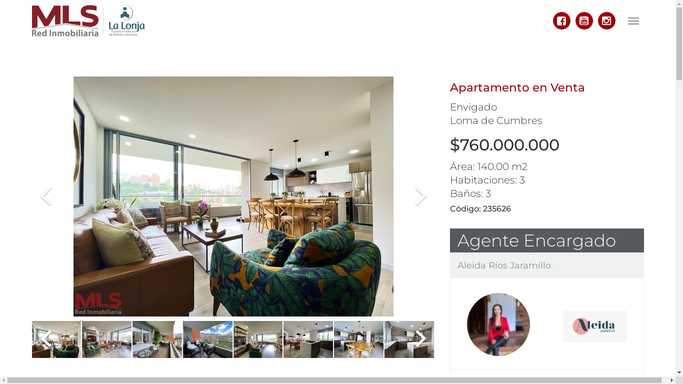 MLS
Red Inmobiliaria
La Lonja
Apartamento en Venta
Envigado
Loma de Cumbres
$760.000.000
Área: 140.00 m2
Habitaciones: 3
Baños: 3
Código: 235626
Agente Encargado
Aleida Rios Jaramillo
MLS
Red Inmobiliaria
Aleida